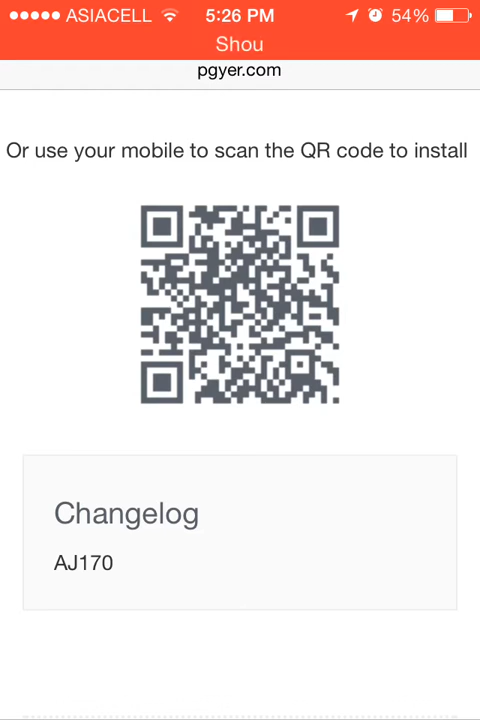 ASIACELL 5:26 PM 54%
Shou
pgyer.com
Or use your mobile to scan the QR code to install
Changelog
AJ170